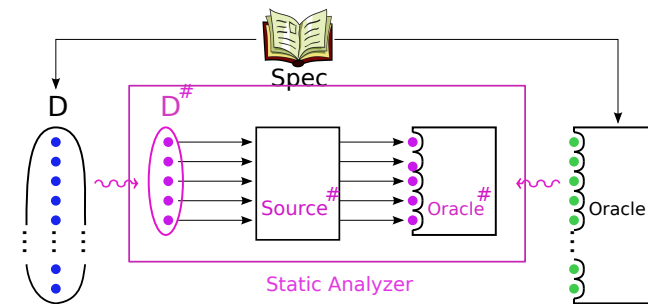 Spec
D
D#
Source#
Oracle#
Oracle
Static Analyzer